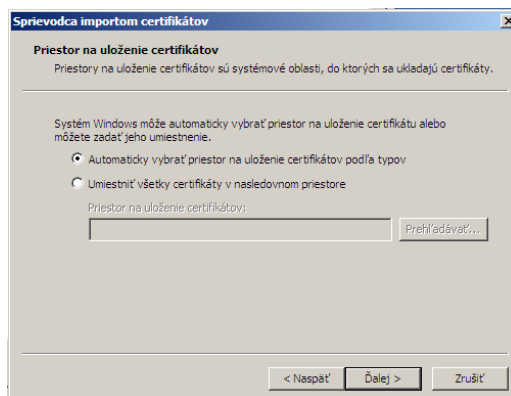 Sprievodca importom certifikátov
Priestor na uloženie certifikátov
Priestory na uloženie certifikátov sú systémové oblasti, do ktorých sa ukladajú certifikáty.
Systém Windows môže automaticky vybrať priestor na uloženie certifikátu alebo
môžete zadať jeho umiestnenie.
Automaticky vybrať priestor na uloženie certifikátov podľa typov
Umiestniť všetky certifikáty v nasledovnom priestore
Priestor na uloženie certifikátov:
Prehľadávať...
< Naspäť
Ďalej >
Zrušiť